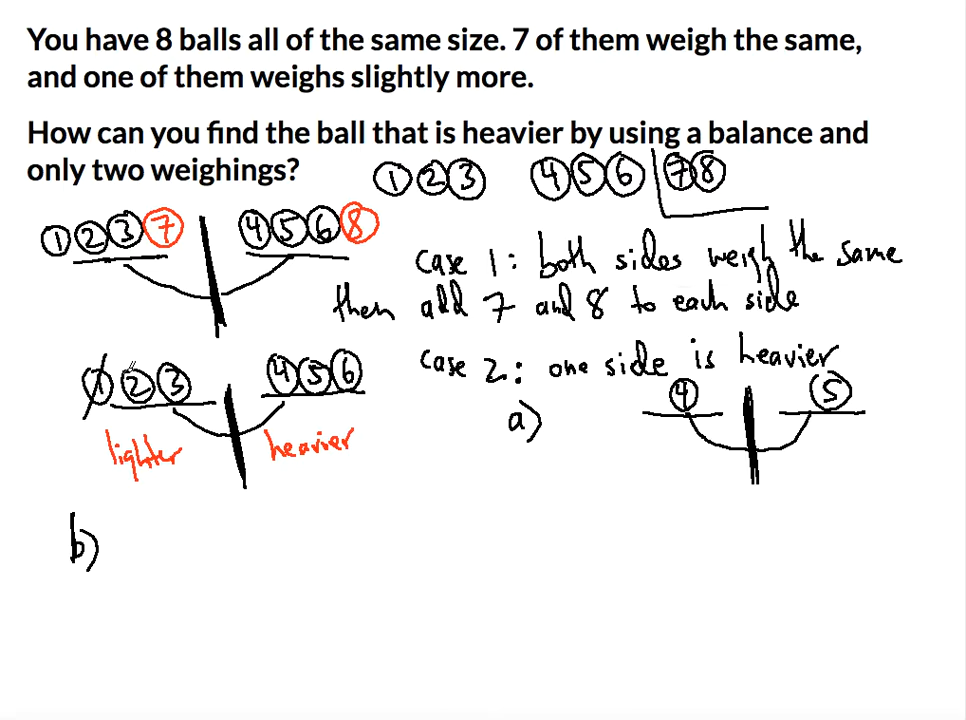 You have 8 balls all of the same size. 7 of them weigh the same,
and one of them weighs slightly more.
How can you find the ball that is heavier by using a balance and
only two weighings?
1 2 3 4 5 6 7 8
1 2 3 7 4 5 6 8
case 1: both sides weigh the same
then add 7 and 8 to each side
case 2: one side is heavier
1 2 3 4 5 6
a) 4 5
lighter heavier
b)